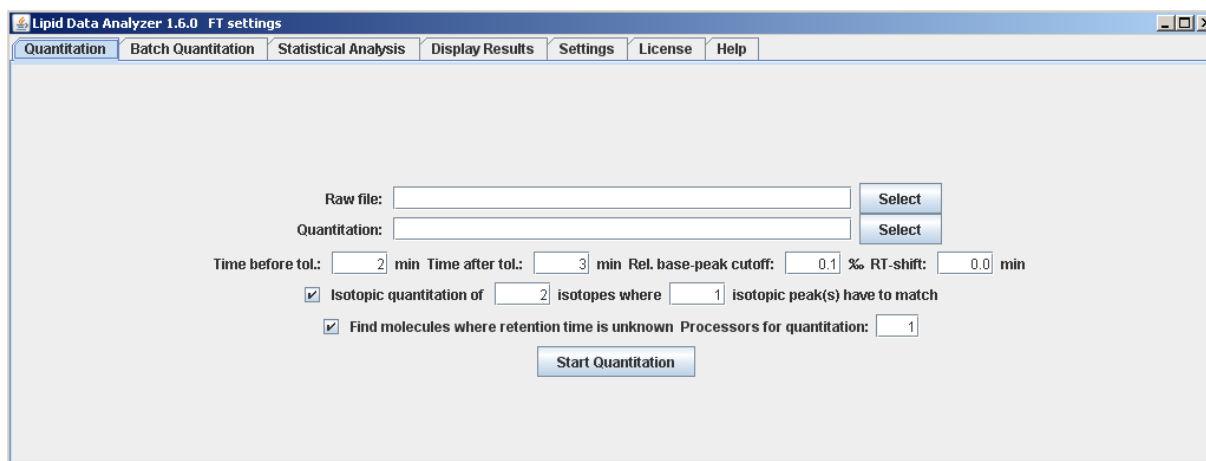 Lipid Data Analyzer 1.6.0 FT settings
Quantitation Batch Quantitation Statistical Analysis Display Results Settings License Help
Raw file: Select
Quantitation: Select
Time before tol.: 2 min Time after tol.: 3 min Rel. base-peak cutoff: 0.1 ‰ RT-shift: 0.0 min
Isotopic quantitation of 2 isotopes where 1 isotopic peak(s) have to match
Find molecules where retention time is unknown Processors for quantitation: 1
Start Quantitation